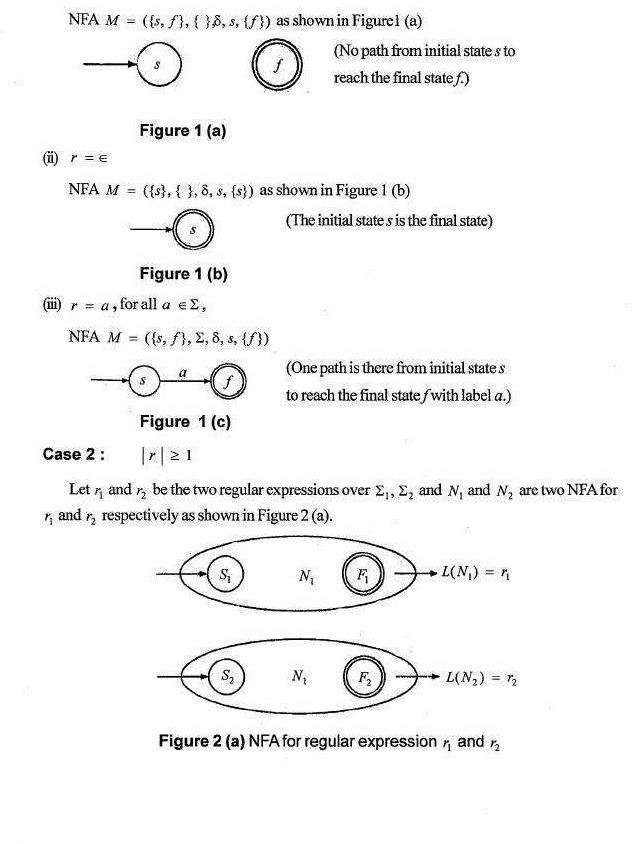 NFA M = ({s, f}, { }δ, s, {f}) as shown in Figure1 (a)
s f (No path from initial state s to
reach the final state f.)
Figure 1 (a)
(ii) r = ∈
NFA M = ({s}, { }, δ, s, {s}) as shown in Figure 1 (b)
s (The initial state s is the final state)
Figure 1 (b)
(iii) r = a, for all a ∈ Σ,
NFA M = ({s, f}, Σ, δ, s, {f})
s a f (One path is there from initial state s
to reach the final state f with label a.)
Figure 1 (c)
Case 2 : |r| ≥ 1
Let r₁ and r₂ be the two regular expressions over Σ₁, Σ₂ and N₁ and N₂ are two NFA for
r₁ and r₂ respectively as shown in Figure 2 (a).
S₁ N₁ F₁ L(N₁) = r₁
S₂ N₁ F₂ L(N₂) = r₂
Figure 2 (a) NFA for regular expression r₁ and r₂